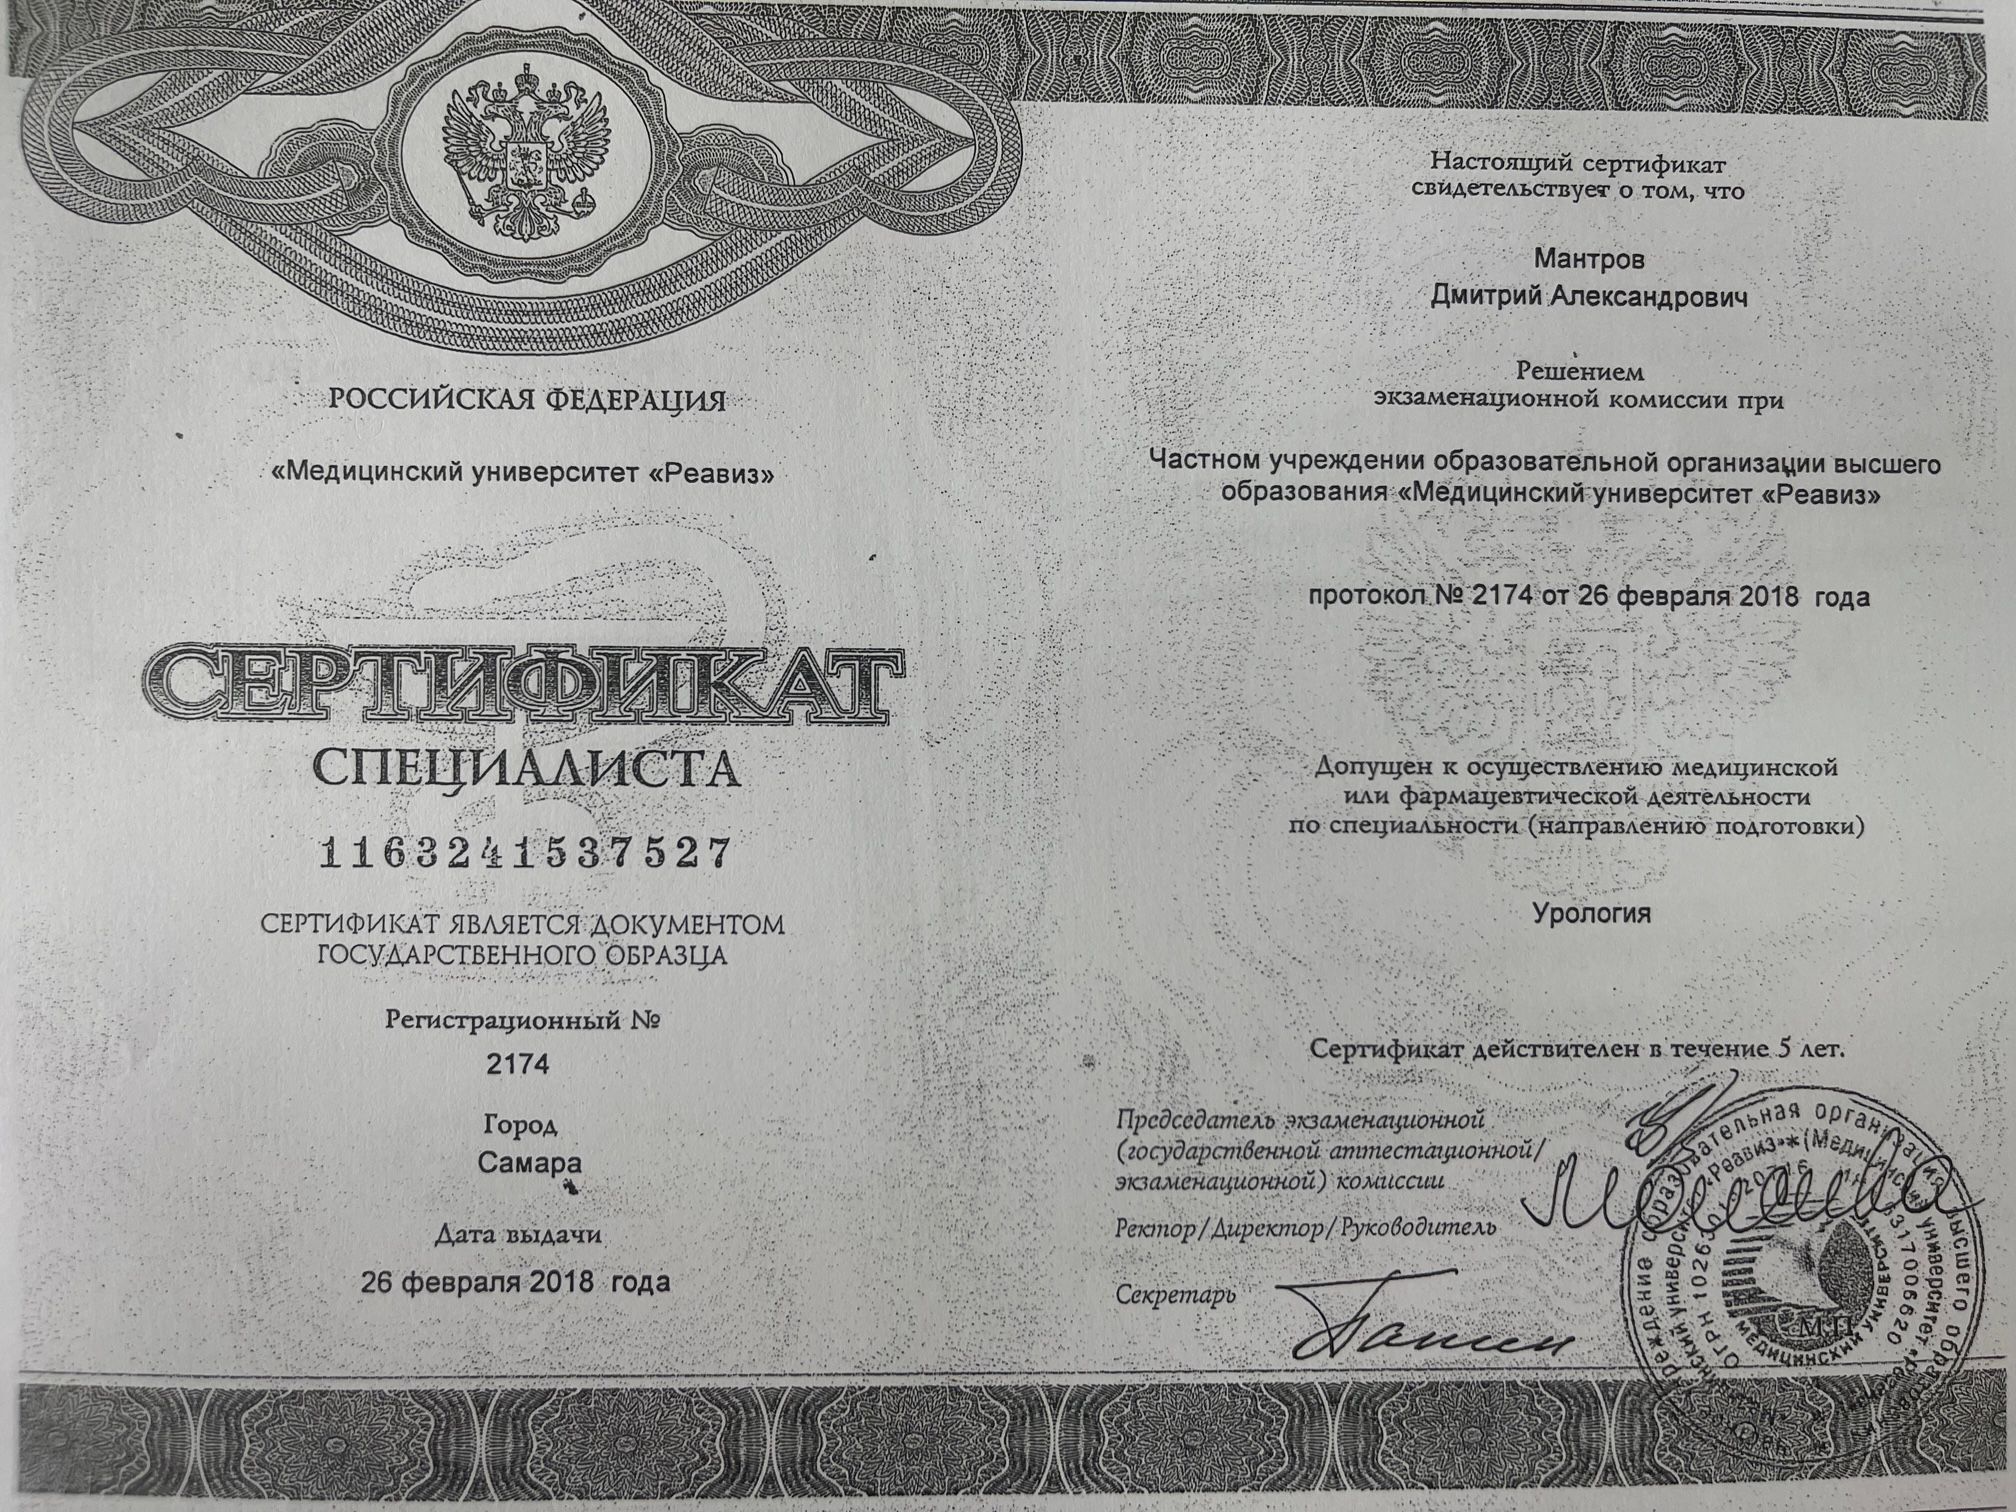 РОССИЙСКАЯ ФЕДЕРАЦИЯ
«Медицинский университет «Реавиз»
СЕРТИФИКАТ
СПЕЦИАЛИСТА
1163241537527
СЕРТИФИКАТ ЯВЛЯЕТСЯ ДОКУМЕНТОМ
ГОСУДАРСТВЕННОГО ОБРАЗЦА
Регистрационный №
2174
Город
Самара
Дата выдачи
26 февраля 2018 года
Настоящий сертификат
свидетельствует о том, что
Мантров
Дмитрий Александрович
Решением
экзаменационной комиссии при
Частном учреждении образовательной организации высшего
образования «Медицинский университет «Реавиз»
протокол № 2174 от 26 февраля 2018 года
Допущен к осуществлению медицинской
или фармацевтической деятельности
по специальности (направлению подготовки)
Урология
Сертификат действителен в течение 5 лет.
Председатель экзаменационной
(государственной аттестационной/
экзаменационной) комиссии
Ректор/Директор/Руководитель
Секретарь
М.П.
МЕДИЦИНСКИЙ УНИВЕРСИТЕТ